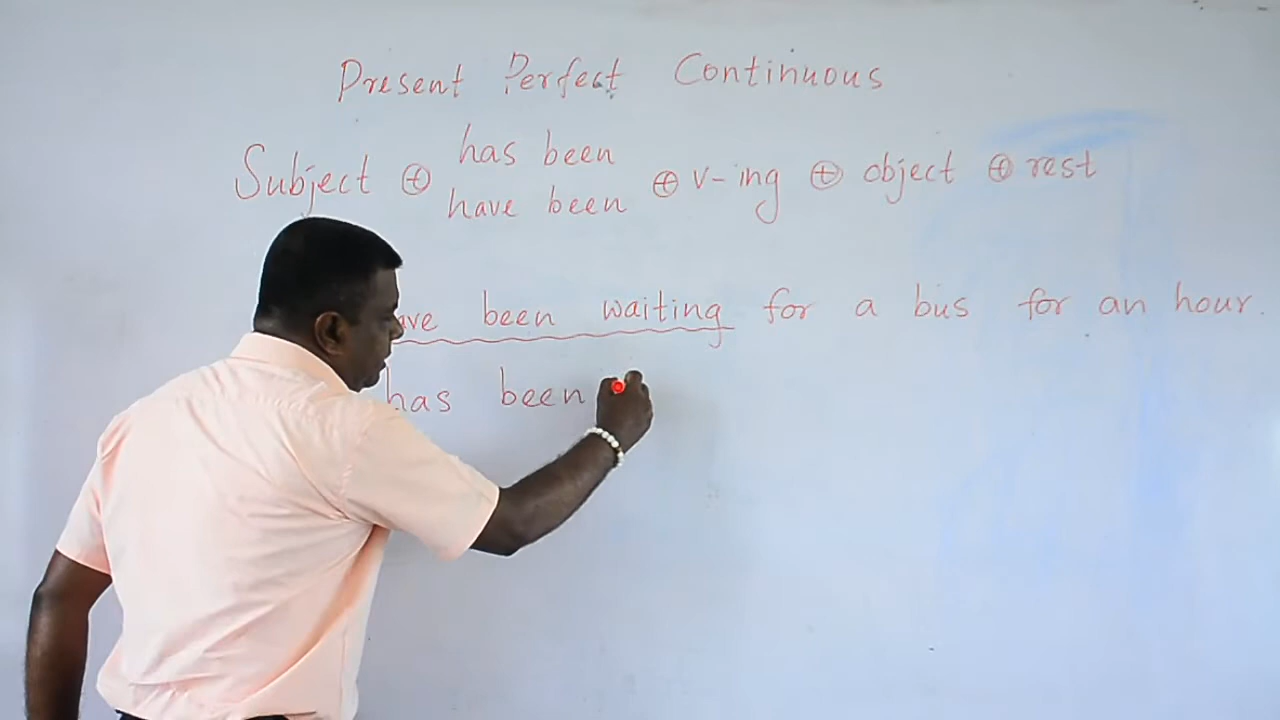 Present Perfect Continuous
has been
Subject ⊕ ⊕ v-ing ⊕ object ⊕ rest
have been
been waiting for a bus for an hour.
has been